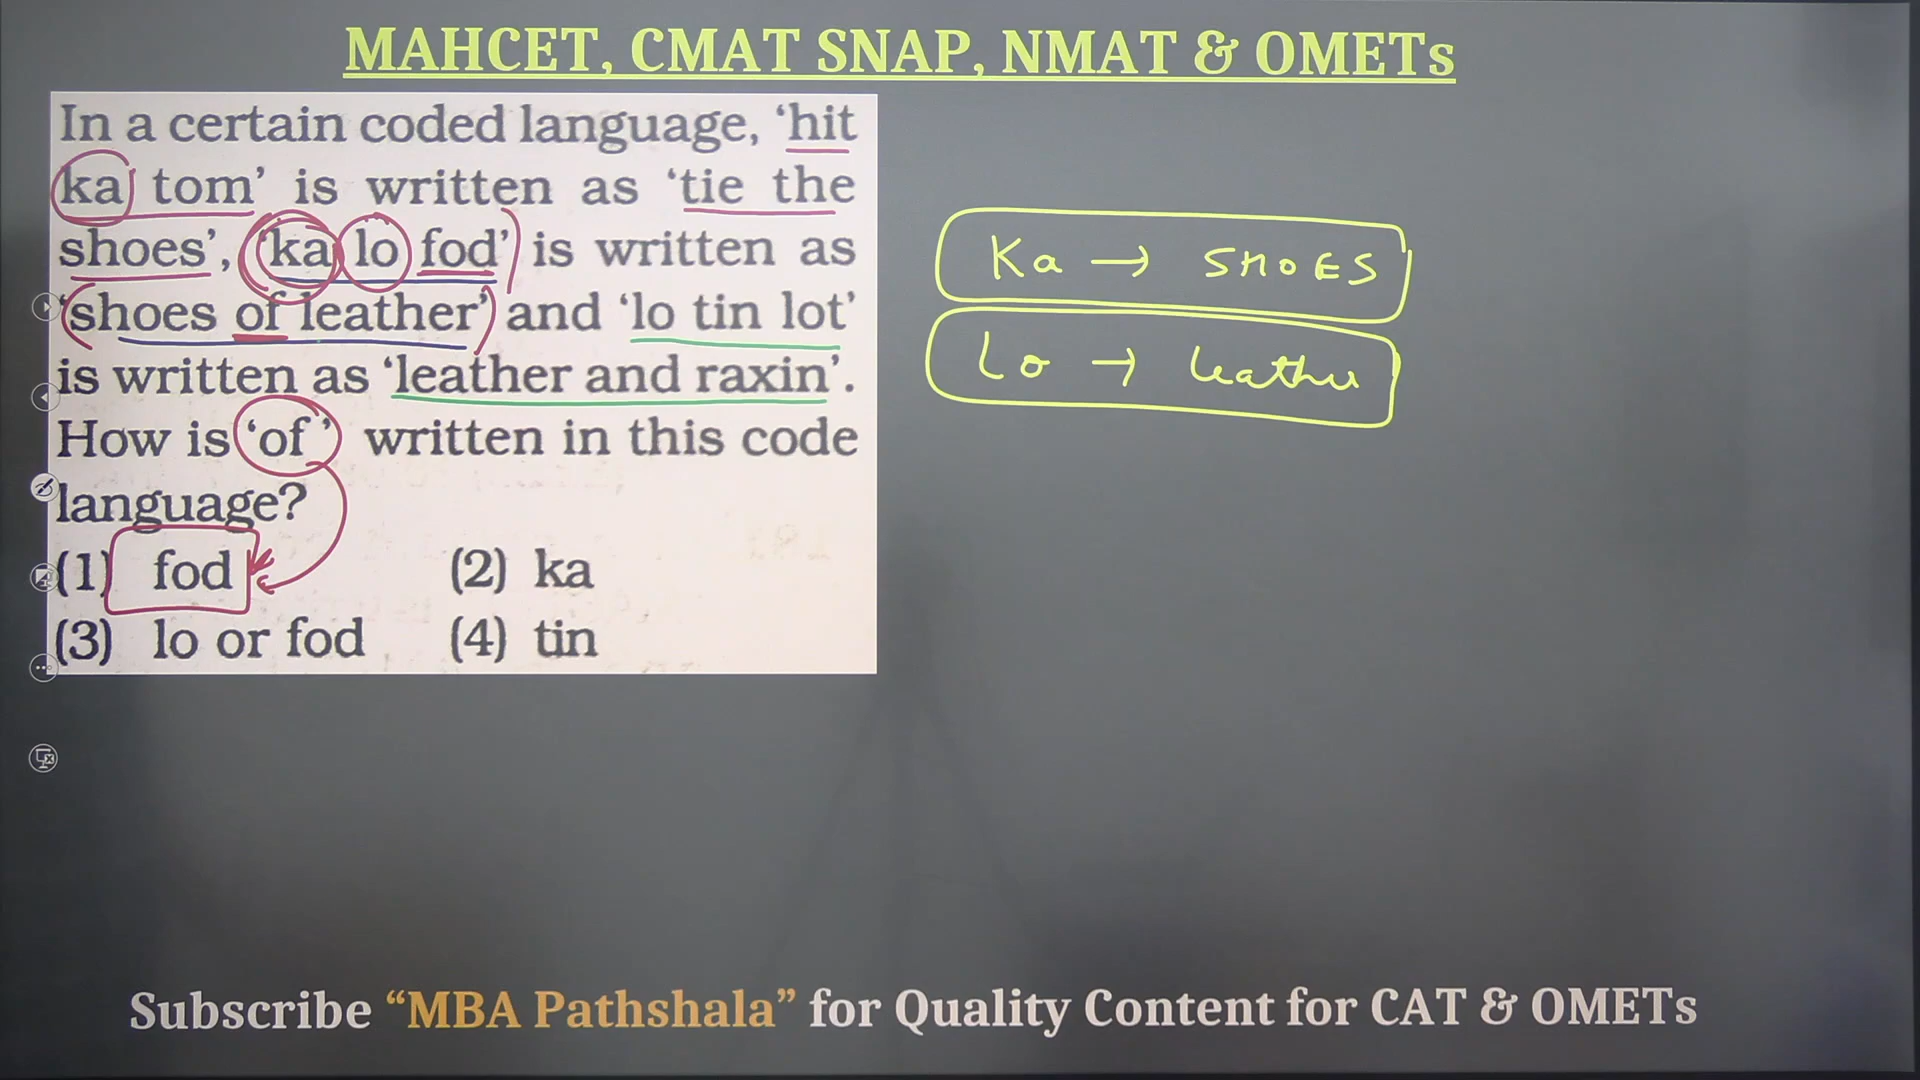 MAHCET, CMAT SNAP, NMAT & OMETs
In a certain coded language, ‘hit
ka tom’ is written as ‘tie the
shoes’, ‘ka lo fod’ is written as
‘shoes of leather’ and ‘lo tin lot’
is written as ‘leather and raxin’.
How is ‘of’ written in this code
language?
(1) fod (2) ka
(3) lo or fod (4) tin
Ka → SHOES
Lo → leather
Subscribe “MBA Pathshala” for Quality Content for CAT & OMETs